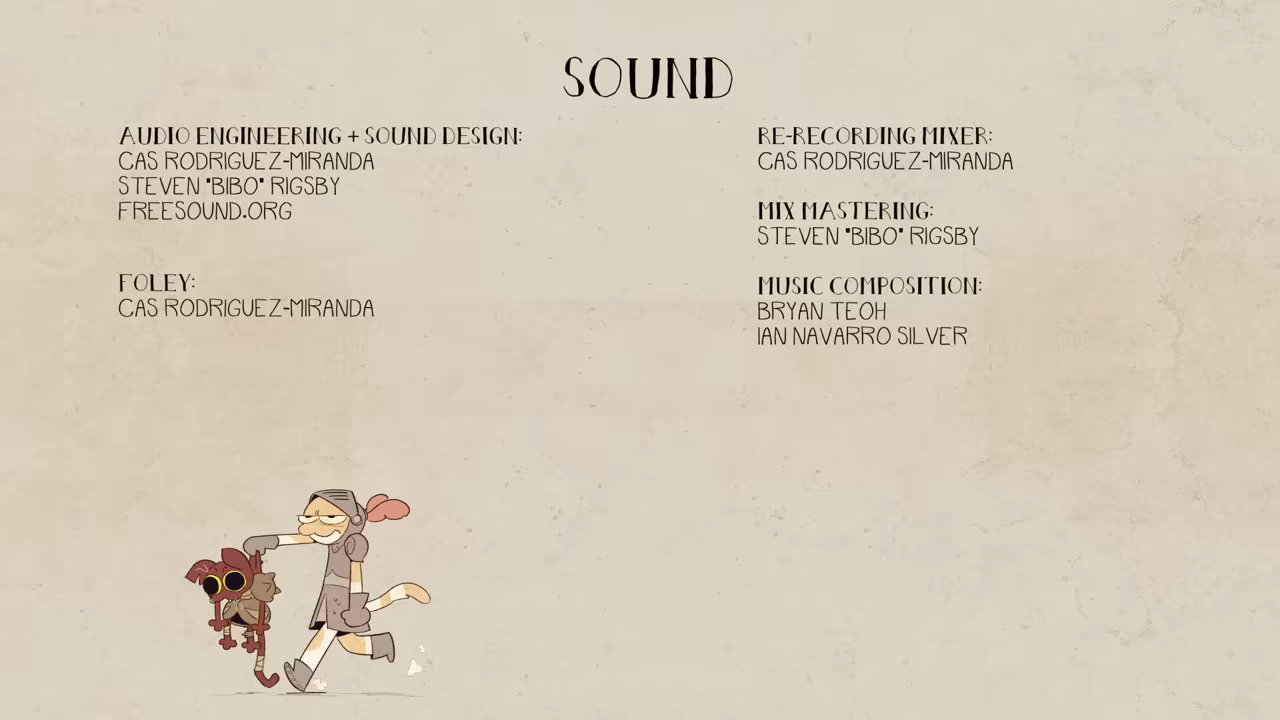 SOUND
AUDIO ENGINEERING + SOUND DESIGN:
CAS RODRIGUEZ-MIRANDA
STEVEN "BIBO" RIGSBY
FREESOUND.ORG
FOLEY:
CAS RODRIGUEZ-MIRANDA
RE-RECORDING MIXER:
CAS RODRIGUEZ-MIRANDA
MIX MASTERING:
STEVEN "BIBO" RIGSBY
MUSIC COMPOSITION:
BRYAN TEOH
IAN NAVARRO SILVER